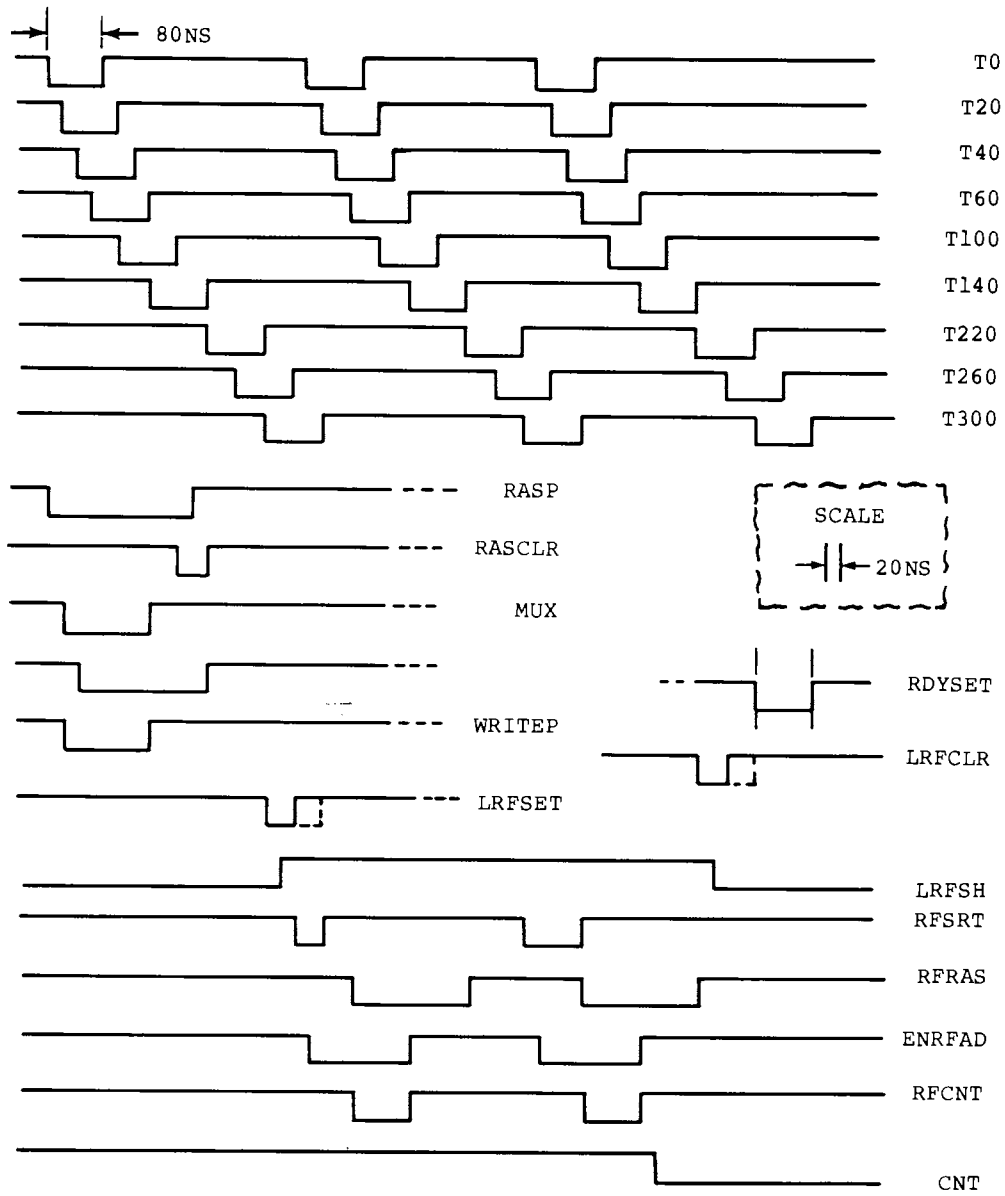 80NS
T0
T20
T40
T60
T100
T140
T220
T260
T300
RASP
SCALE
RASCLR
20NS
MUX
RDYSET
WRITEP
LRFCLR
LRFSET
LRFSH
RFSRT
RFRAS
ENRFAD
RFCNT
CNT